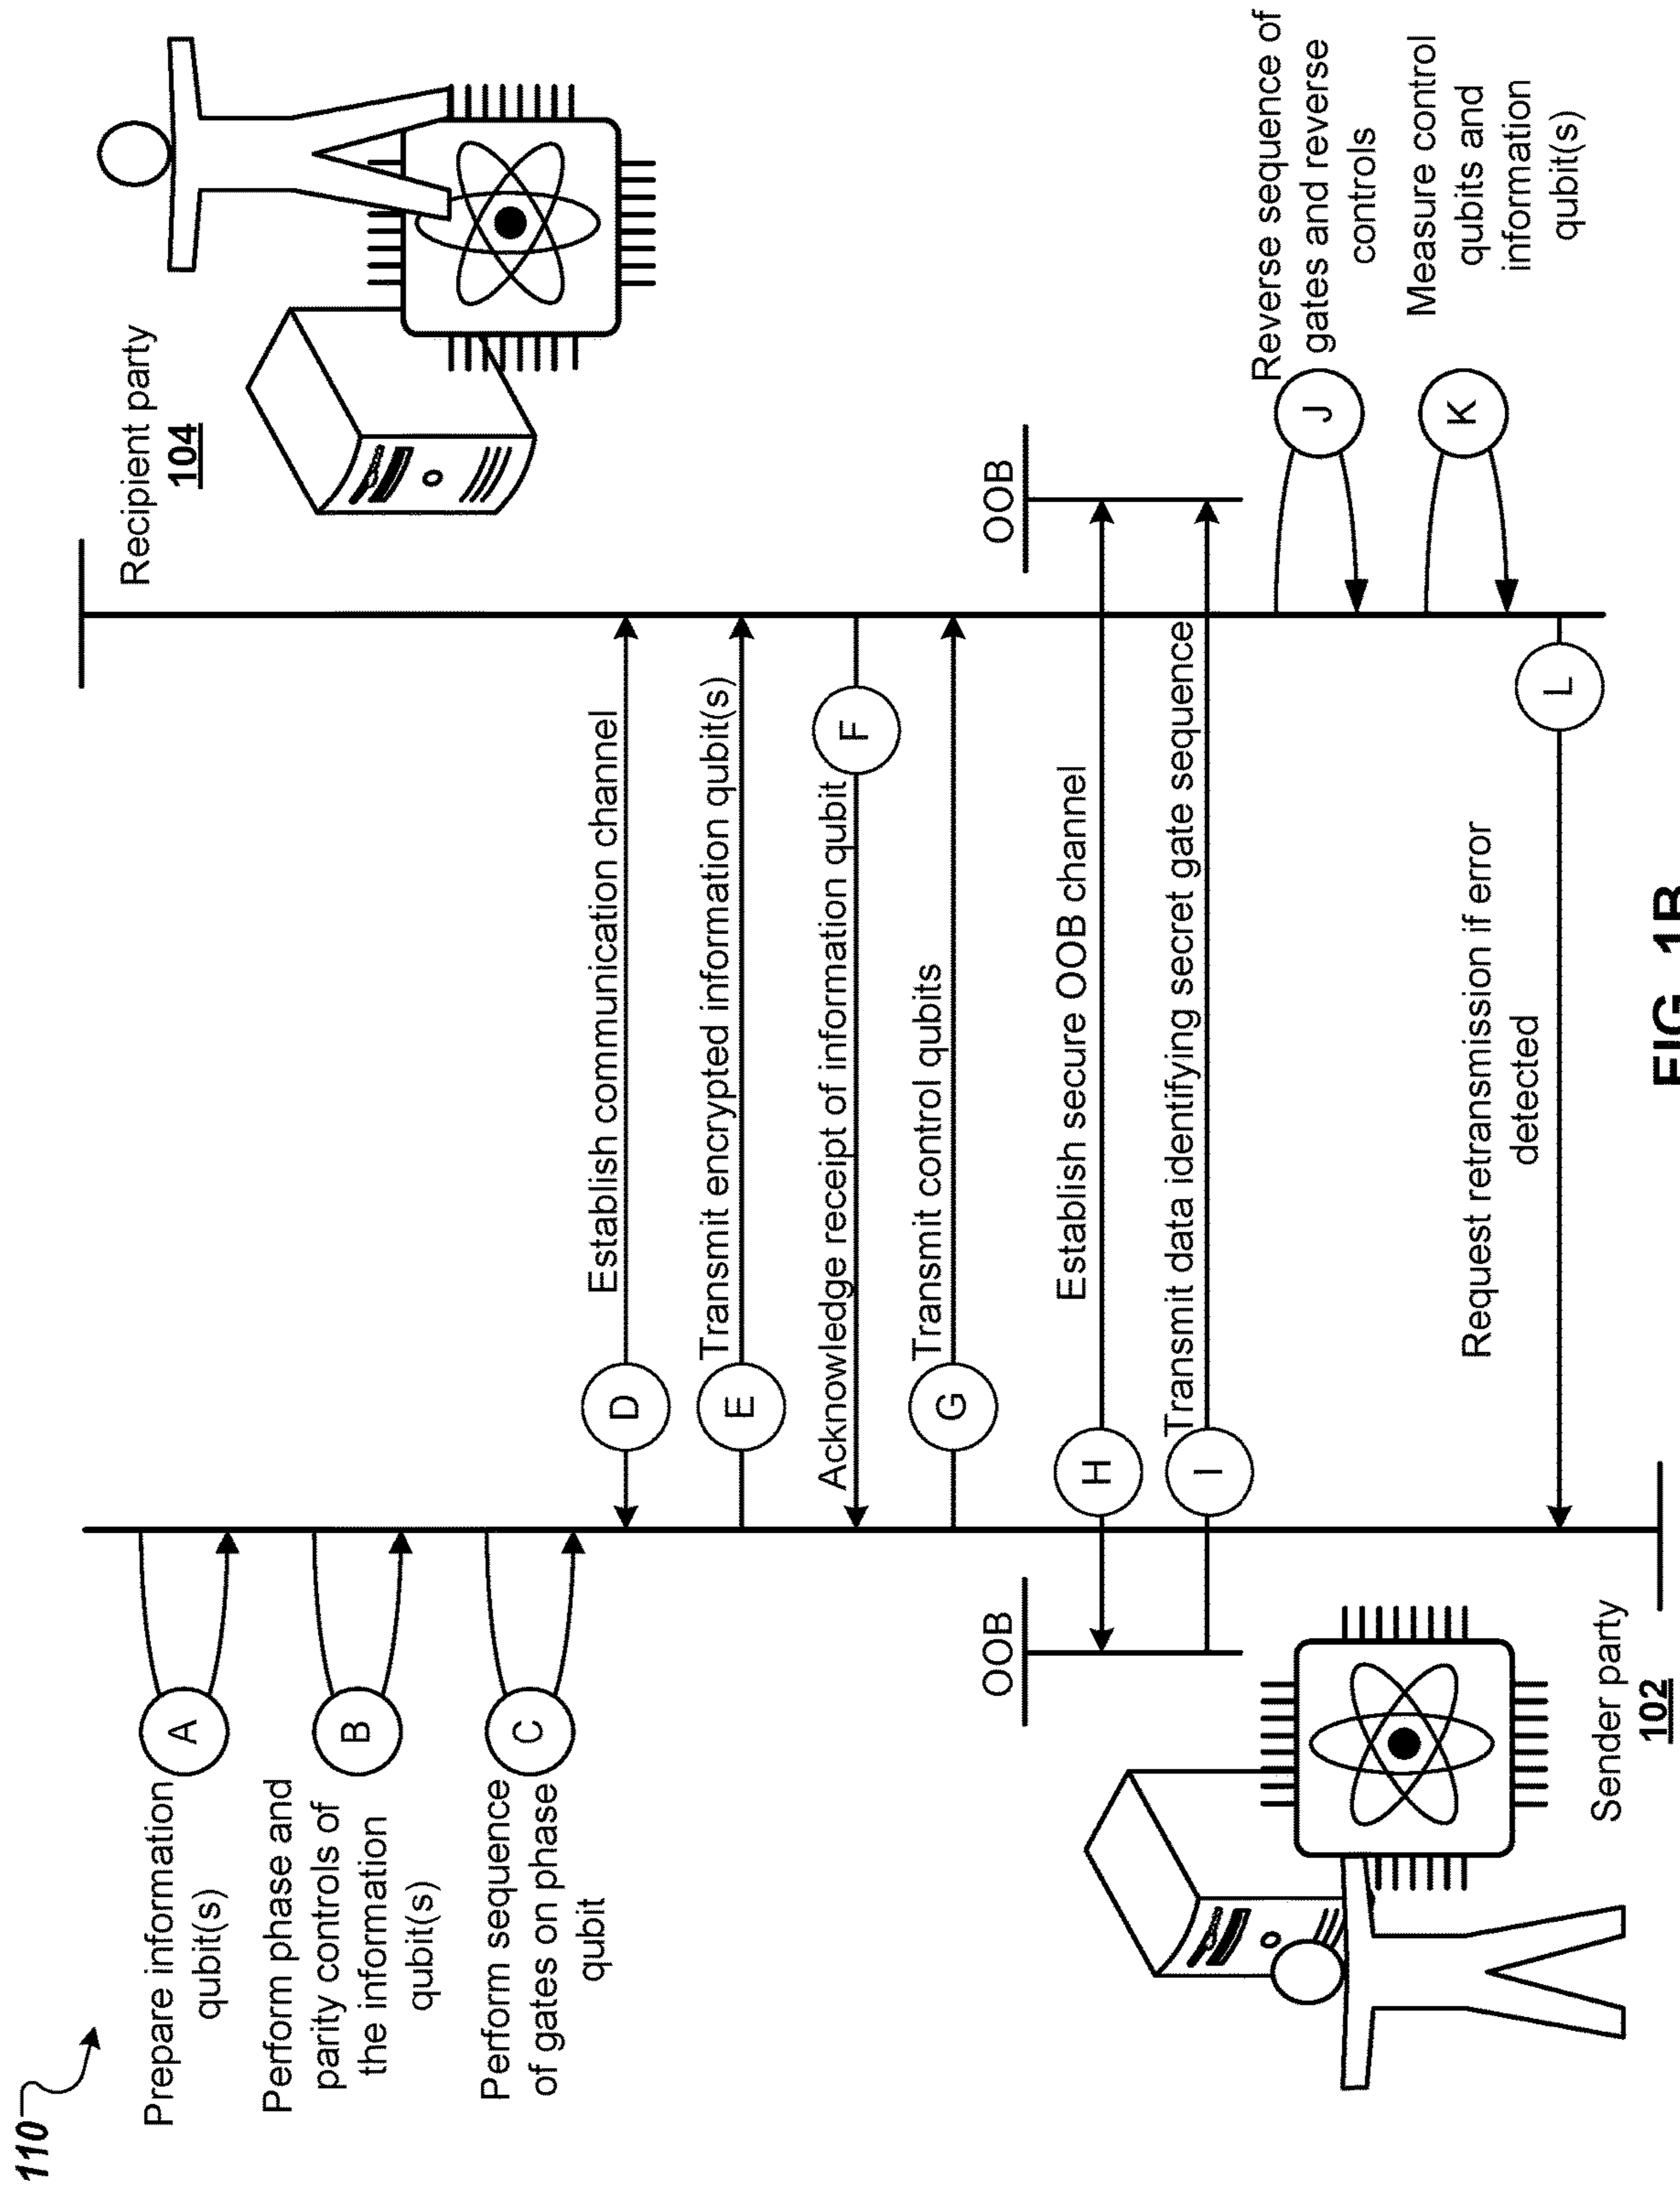 110
Recipient party
104
Prepare information
qubit(s)
A
Perform phase and
parity controls of
the information
qubit(s)
B
Perform sequence
of gates on phase
qubit
C
Establish communication channel
D
Transmit encrypted information qubit(s)
E
Acknowledge receipt of information qubit
F
Transmit control qubits
G
OOB
OOB
Establish secure OOB channel
H
Transmit data identifying secret gate sequence
I
Reverse sequence of
gates and reverse
controls
J
Measure control
qubits and
information
qubit(s)
K
Request retransmission if error
detected
L
Sender party
102
FIG. 1B